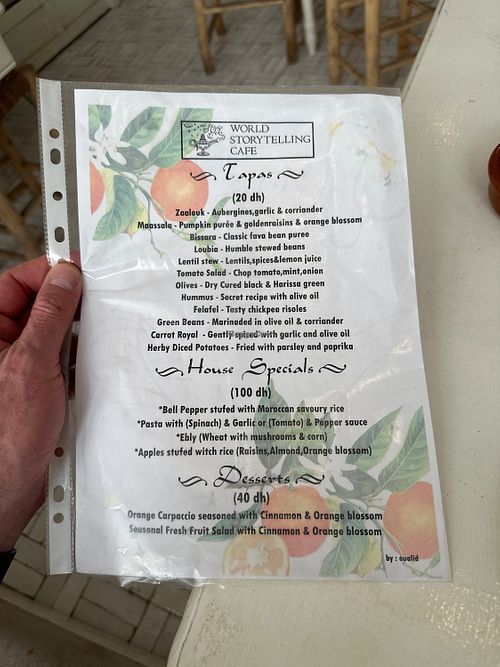 WORLD
STORYTELLING
CAFE
Tapas
(20 dh)
Zaalouk - Aubergines,garlic & corriander
Maassala - Pumpkin purée & goldenraisins & orange blossom
Bissara - Classic fava bean puree
Loubia - Humble stewed beans
Lentil stew - Lentils,spices&lemon juice
Tomato Salad - Chop tomato,mint,onion
Olives - Dry Cured black & Harissa green
Hummus - Secret recipe with olive oil
Felafel - Tasty chickpea risoles
Green Beans - Marinaded in olive oil & corriander
Carrot Royal - Gently spiced with garlic and olive oil
Herby Diced Potatoes - Fried with parsley and paprika
House Specials
(100 dh)
*Bell Pepper stufed with Moroccan savoury rice
*Pasta with (Spinach) & Garlic or (Tomato) & Pepper sauce
*Ebly (Wheat with mushrooms & corn)
*Apples stufed witch rice (Raisins,Almond,Orange blossom)
Desserts
(40 dh)
Orange Carpaccio seasoned with Cinnamon & Orange blossom
Seasonal Fresh Fruit Salad with Cinnamon & Orange blossom
by : oualid